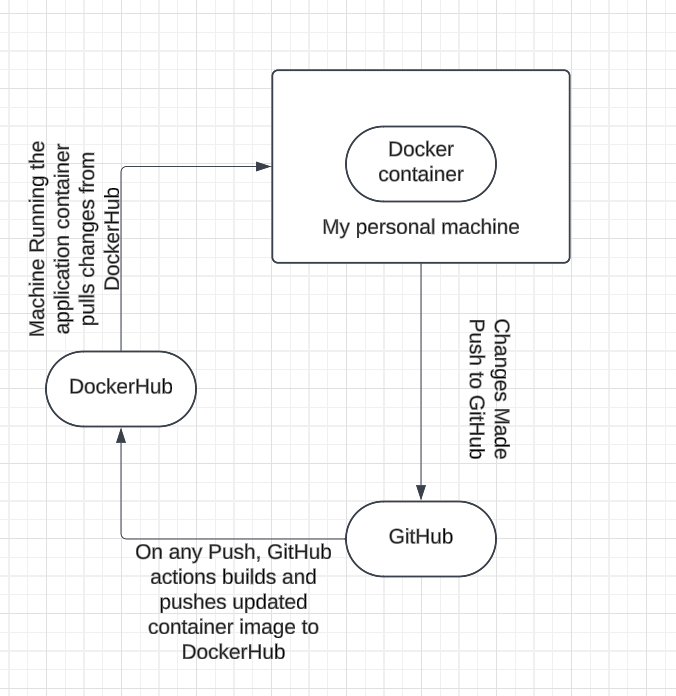 Docker
container
My personal machine
Machine Running the
application container
pulls changes from
DockerHub
Changes Made
Push to GitHub
DockerHub
GitHub
On any Push, GitHub
actions builds and
pushes updated
container image to
DockerHub